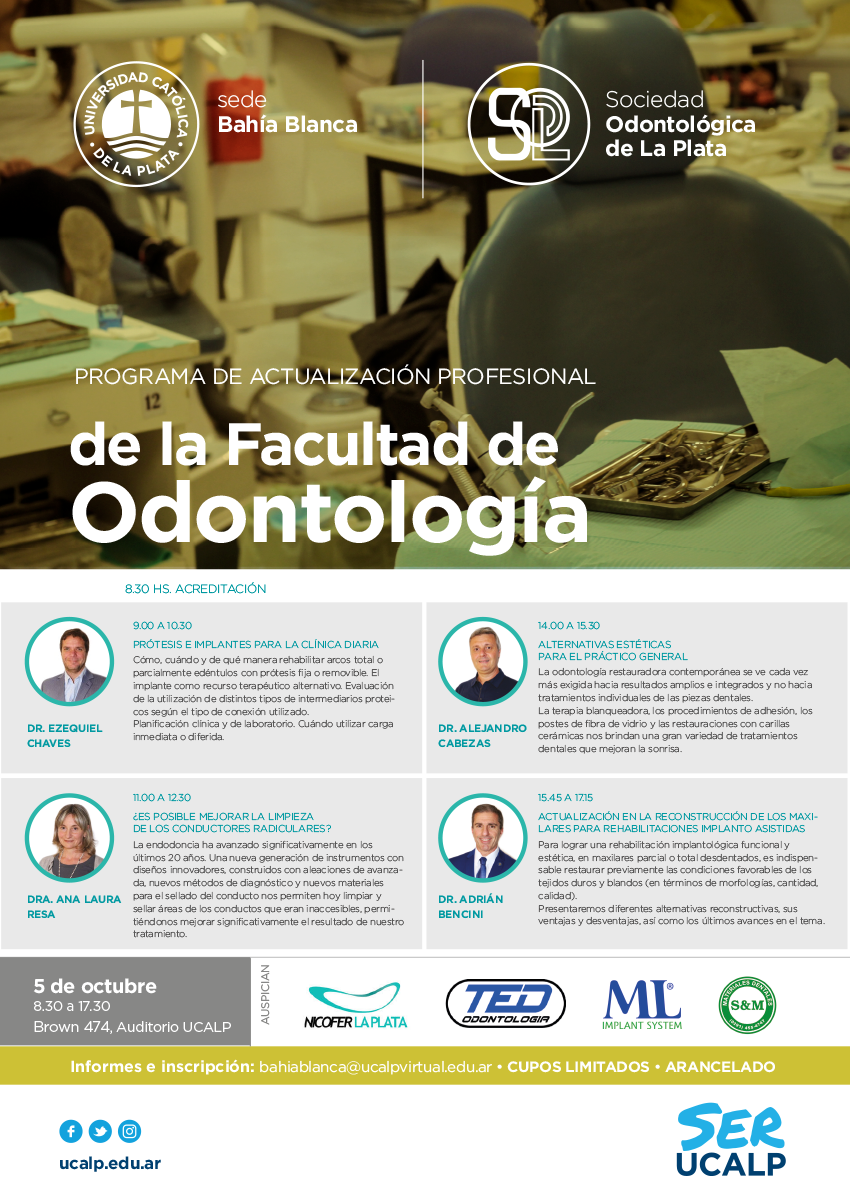 UNIVERSIDAD CATÓLICA
• DE LA PLATA •
sede
Bahía Blanca
Sociedad
Odontológica
de La Plata
12
PROGRAMA DE ACTUALIZACIÓN PROFESIONAL
de la Facultad de
Odontología
8.30 HS. ACREDITACIÓN
9.00 A 10.30
PRÓTESIS E IMPLANTES PARA LA CLÍNICA DIARIA
Cómo, cuándo y de qué manera rehabilitar arcos total o
parcialmente edéntulos con prótesis fija o removible. El
implante como recurso terapéutico alternativo. Evaluación
de la utilización de distintos tipos de intermediarios protei-
cos según el tipo de conexión utilizado.
Planificación clínica y de laboratorio. Cuándo utilizar carga
inmediata o diferida.
DR. EZEQUIEL
CHAVES
14.00 A 15.30
ALTERNATIVAS ESTÉTICAS
PARA EL PRÁCTICO GENERAL
La odontología restauradora contemporánea se ve cada vez
más exigida hacia resultados amplios e integrados y no hacia
tratamientos individuales de las piezas dentales.
La terapia blanqueadora, los procedimientos de adhesión, los
postes de fibra de vidrio y las restauraciones con carillas
cerámicas nos brindan una gran variedad de tratamientos
dentales que mejoran la sonrisa.
DR. ALEJANDRO
CABEZAS
11.00 A 12.30
¿ES POSIBLE MEJORAR LA LIMPIEZA
DE LOS CONDUCTORES RADICULARES?
La endodoncia ha avanzado significativamente en los
últimos 20 años. Una nueva generación de instrumentos con
diseños innovadores, construidos con aleaciones de avanza-
da, nuevos métodos de diagnóstico y nuevos materiales
para el sellado del conducto nos permiten hoy limpiar y
sellar áreas de los conductos que eran inaccesibles, permi-
tiéndonos mejorar significativamente el resultado de nuestro
tratamiento.
DRA. ANA LAURA
RESA
15.45 A 17.15
ACTUALIZACIÓN EN LA RECONSTRUCCIÓN DE LOS MAXI-
LARES PARA REHABILITACIONES IMPLANTO ASISTIDAS
Para lograr una rehabilitación implantológica funcional y
estética, en maxilares parcial o total desdentados, es indispen-
sable restaurar previamente las condiciones favorables de los
tejidos duros y blandos (en términos de morfologías, cantidad,
calidad).
Presentaremos diferentes alternativas reconstructivas, sus
ventajas y desventajas, así como los últimos avances en el tema.
DR. ADRIÁN
BENCINI
5 de octubre
8.30 a 17.30
Brown 474, Auditorio UCALP
AUSPICIAN
NICOFER LA PLATA
TED
ODONTOLOGIA
ML®
IMPLANT SYSTEM
MATERIALES DENTALES
S&M
Informes e inscripción: bahiablanca@ucalpvirtual.edu.ar • CUPOS LIMITADOS • ARANCELADO
ucalp.edu.ar
SER
UCALP